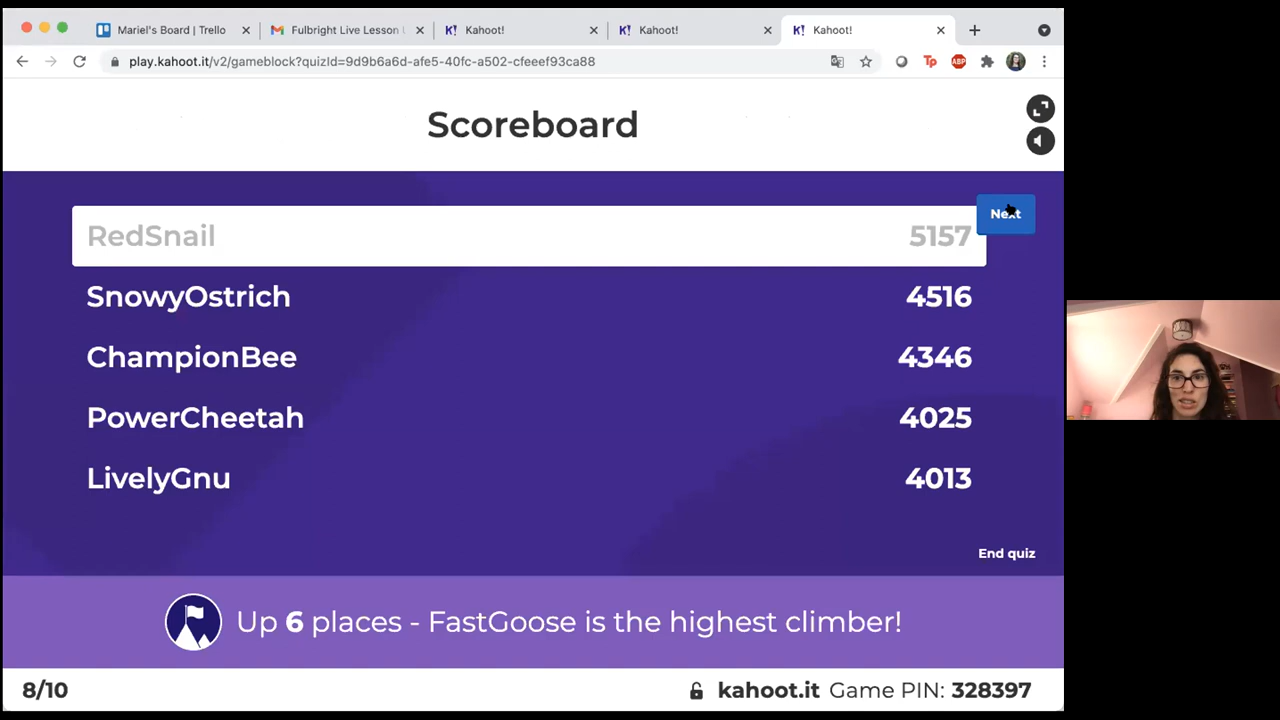 Mariel's Board | Trello
Fulbright Live Lesson
K! Kahoot!
K! Kahoot!
K! Kahoot!
play.kahoot.it/v2/gameblock?quizId=9d9b6a6d-afe5-40fc-a502-cfeeef93ca88
Tp
ABP
Scoreboard
Next
RedSnail 5157
SnowyOstrich 4516
ChampionBee 4346
PowerCheetah 4025
LivelyGnu 4013
End quiz
Up 6 places - FastGoose is the highest climber!
8/10
kahoot.it Game PIN: 328397